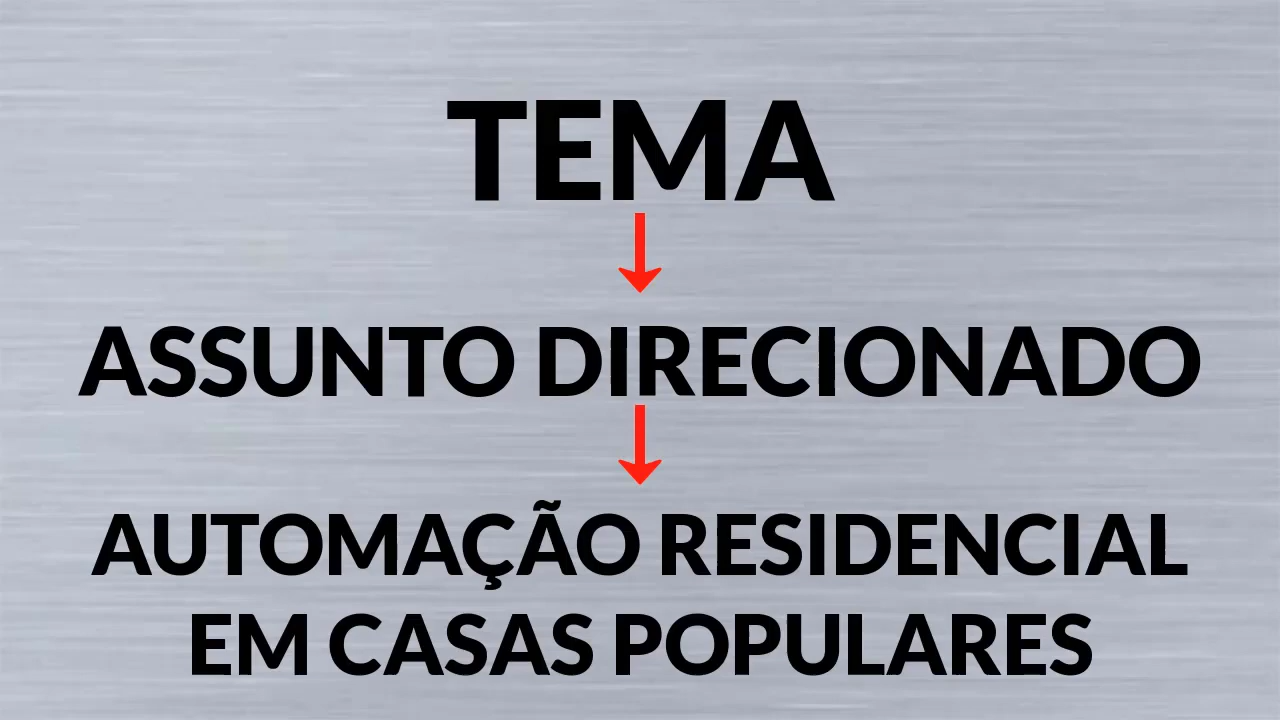 TEMA
ASSUNTO DIRECIONADO
AUTOMAÇÃO RESIDENCIAL
EM CASAS POPULARES